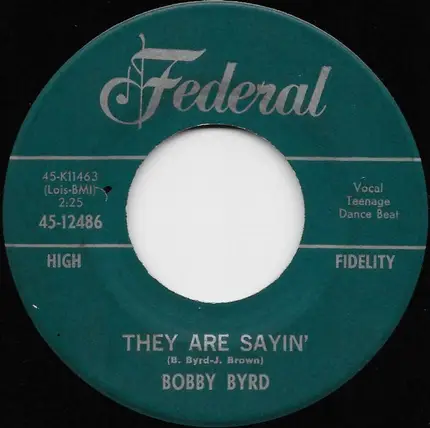 Federal
45-K11463
(Lois-BMI)
2:25
45-12486
Vocal
Teenage
Dance Beat
HIGH
FIDELITY
THEY ARE SAYIN'
(B. Byrd-J. Brown)
BOBBY BYRD